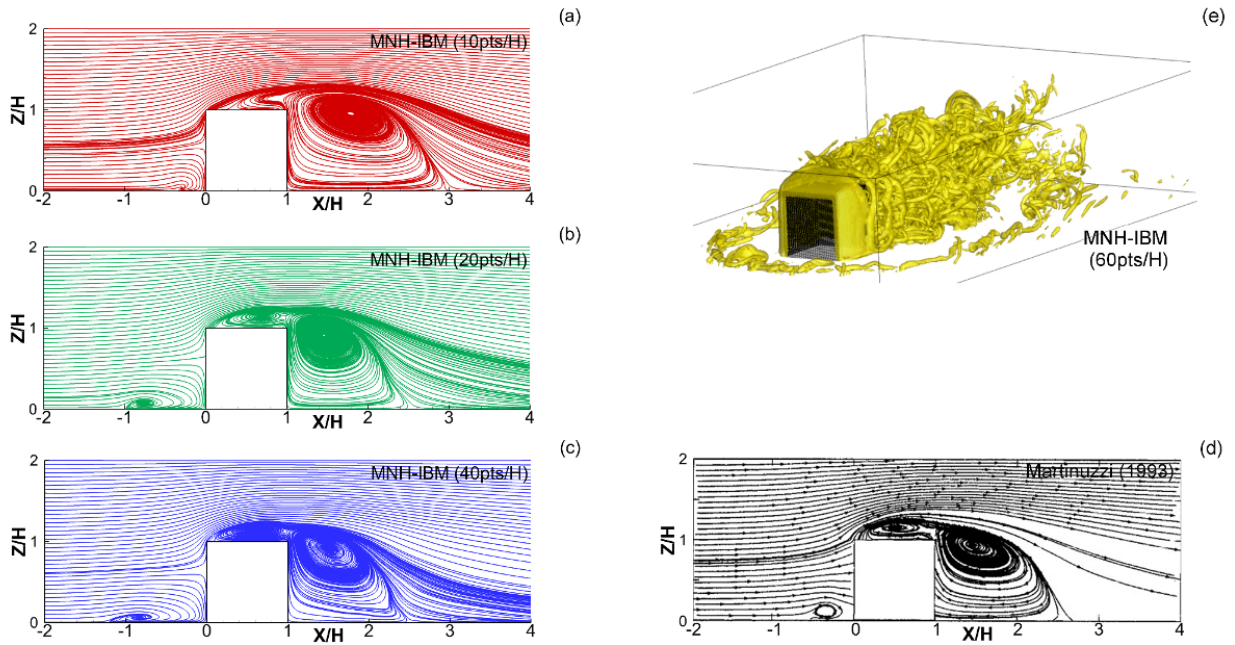 (a)
MNH-IBM (10pts/H)
2
1
0
Z/H
-2 -1 0 1 2 3 4
X/H
(b)
MNH-IBM (20pts/H)
2
1
0
Z/H
-2 -1 0 1 2 3 4
X/H
(c)
MNH-IBM (40pts/H)
2
1
0
Z/H
-2 -1 0 1 2 3 4
X/H
(e)
MNH-IBM
(60pts/H)
(d)
Martinuzzi (1993)
2
1
0
Z/H
-2 -1 0 1 2 3 4
X/H